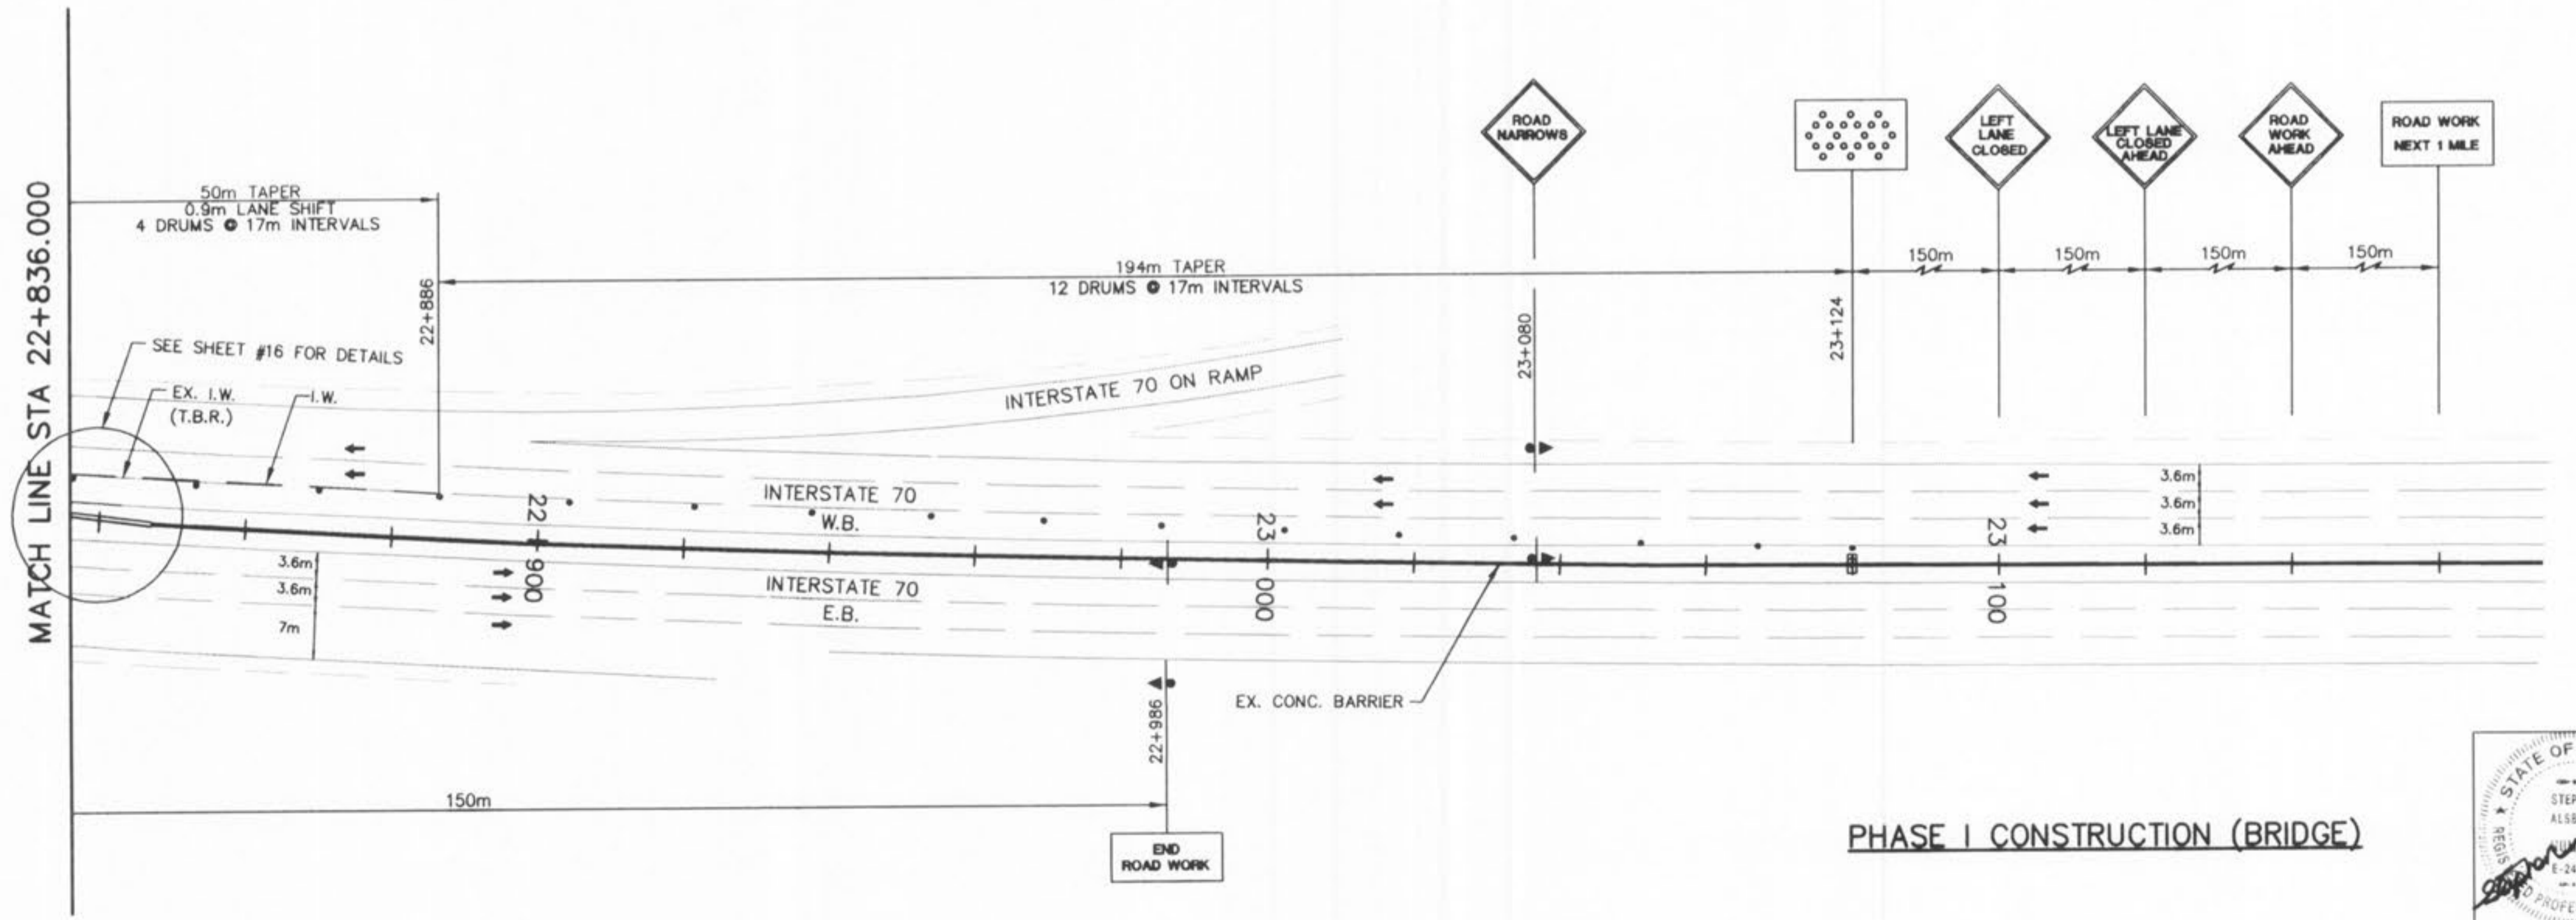 MATCH LINE STA 22+836.000
50m TAPER
0.9m LANE SHIFT
4 DRUMS @ 17m INTERVALS
22+886
194m TAPER
12 DRUMS @ 17m INTERVALS
ROAD
NARROWS
LEFT
LANE
CLOSED
LEFT LANE
CLOSED
AHEAD
ROAD
WORK
AHEAD
ROAD WORK
NEXT 1 MILE
150m
150m
150m
150m
23+080
23+124
SEE SHEET #16 FOR DETAILS
EX. I.W.
(T.B.R.)
I.W.
INTERSTATE 70 ON RAMP
INTERSTATE 70
W.B.
22
900
23
000
23
100
3.6m
3.6m
3.6m
3.6m
3.6m
7m
INTERSTATE 70
E.B.
EX. CONC. BARRIER
22+986
150m
END
ROAD WORK
PHASE I CONSTRUCTION (BRIDGE)
STATE OF